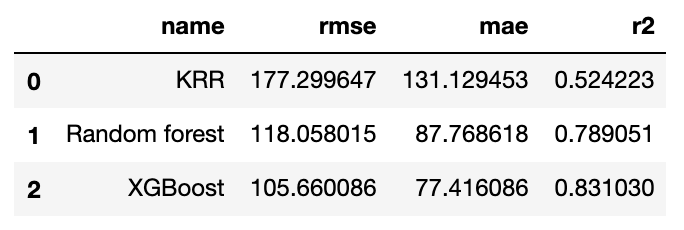 name rmse mae r2
0 KRR 177.299647 131.129453 0.524223
1 Random forest 118.058015 87.768618 0.789051
2 XGBoost 105.660086 77.416086 0.831030